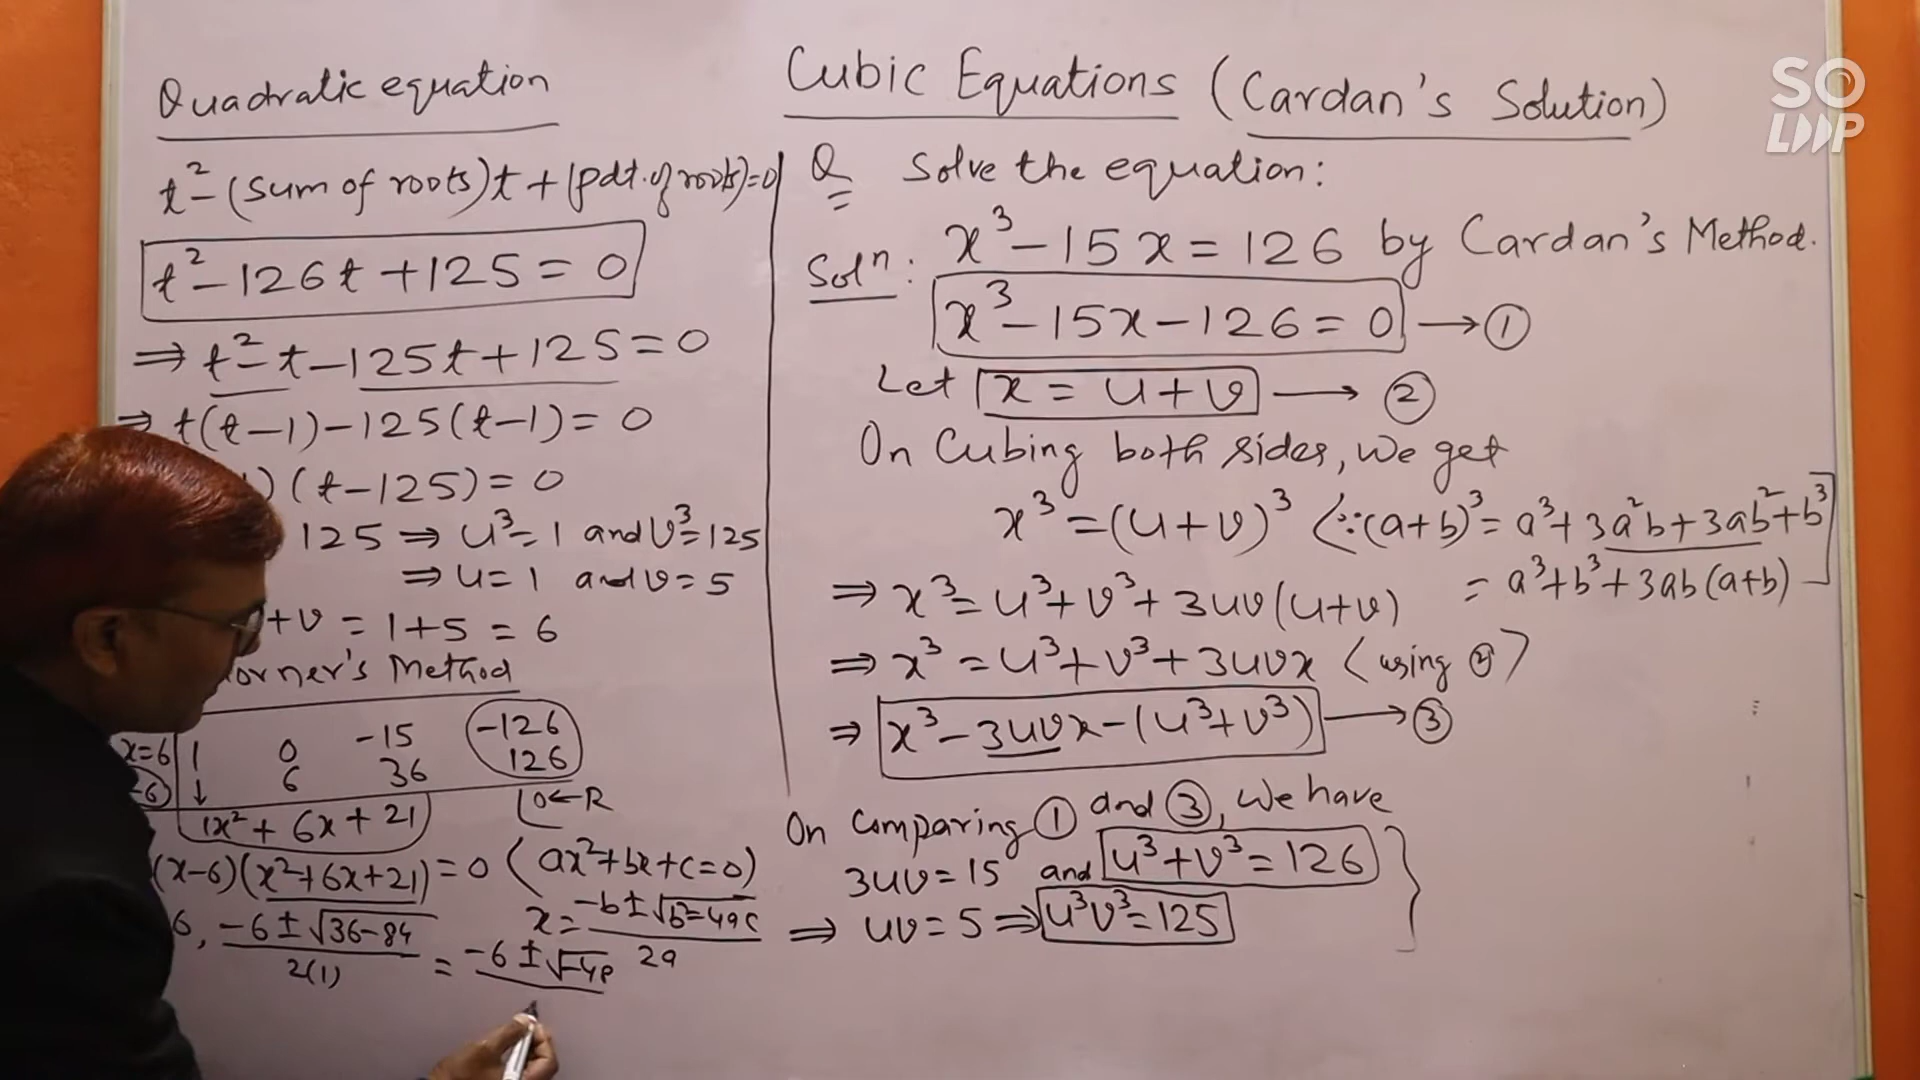 SO
LOOP
Cubic Equations (Cardan's Solution)
Q Solve the equation:
x³ - 15x = 126 by Cardan's Method.
Solⁿ:
x³ - 15x - 126 = 0 → ①
Let x = u + v → ②
On Cubing both sides, we get
x³ = (u + v)³ <∵ (a+b)³ = a³ + 3a²b + 3ab² + b³
= a³ + b³ + 3ab(a+b)]
⇒ x³ = u³ + v³ + 3uv(u+v)
⇒ x³ = u³ + v³ + 3uvx <using ②>
⇒ x³ - 3uvx - (u³ + v³) → ③
On Comparing ① and ③, we have
3uv = 15 and u³ + v³ = 126
⇒ uv = 5 ⇒ u³v³ = 125
Quadratic equation
t² - (sum of roots)t + (pdt. of roots) = 0
t² - 126t + 125 = 0
⇒ t² - t - 125t + 125 = 0
⇒ t(t-1) - 125(t-1) = 0
) (t - 125) = 0
125 ⇒ u³ = 1 and v³ = 125
⇒ u = 1 and v = 5
+ v = 1 + 5 = 6
orner's Method
x=6 | 1 0 -15 -126
↓ 6 36 126
1x² + 6x + 21 0 ← R
(x-6)(x² + 6x + 21) = 0 (ax² + bx + c = 0)
6, -6 ± √36-84 / 2(1) = -6 ± √-48
x = -b ± √b² = 4ac / 2a